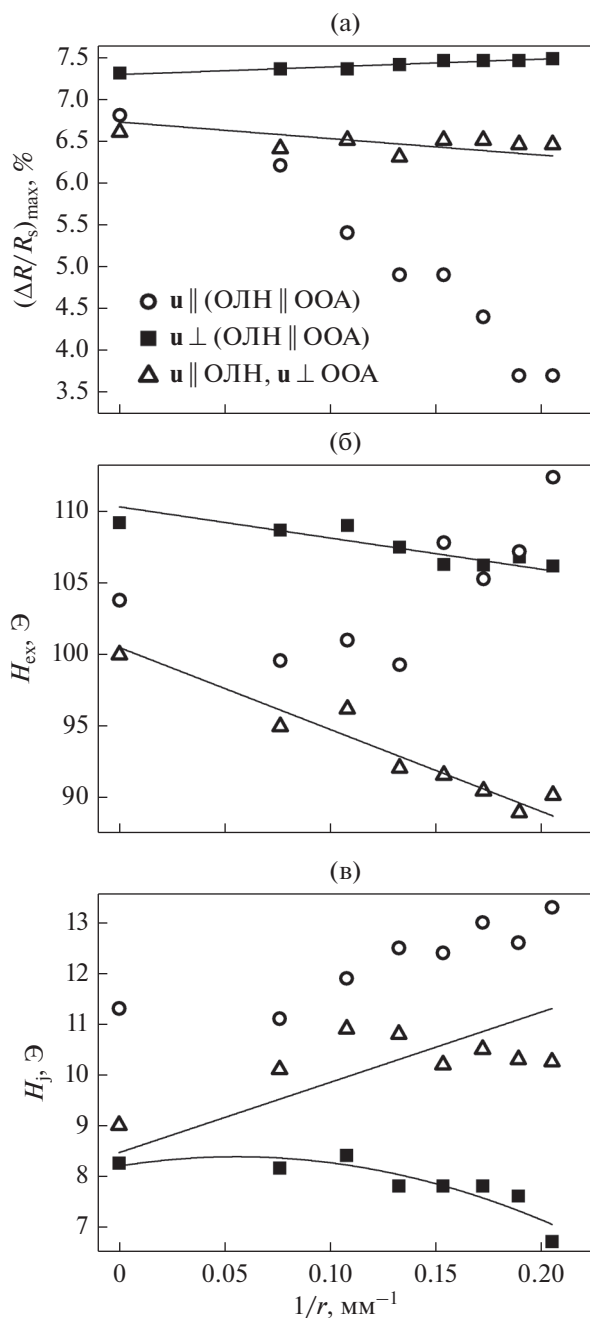 (а)
7.5
7.0
6.5
6.0
5.5
5.0
4.5
4.0
3.5
(ΔR/Rs)max, %
u || (ОЛН || ООА)
u ⊥ (ОЛН || ООА)
u || ОЛН, u ⊥ ООА
(б)
110
105
100
95
90
Hex, Э
(в)
13
12
11
10
9
8
7
Hj, Э
0 0.05 0.10 0.15 0.20
1/r, мм−1